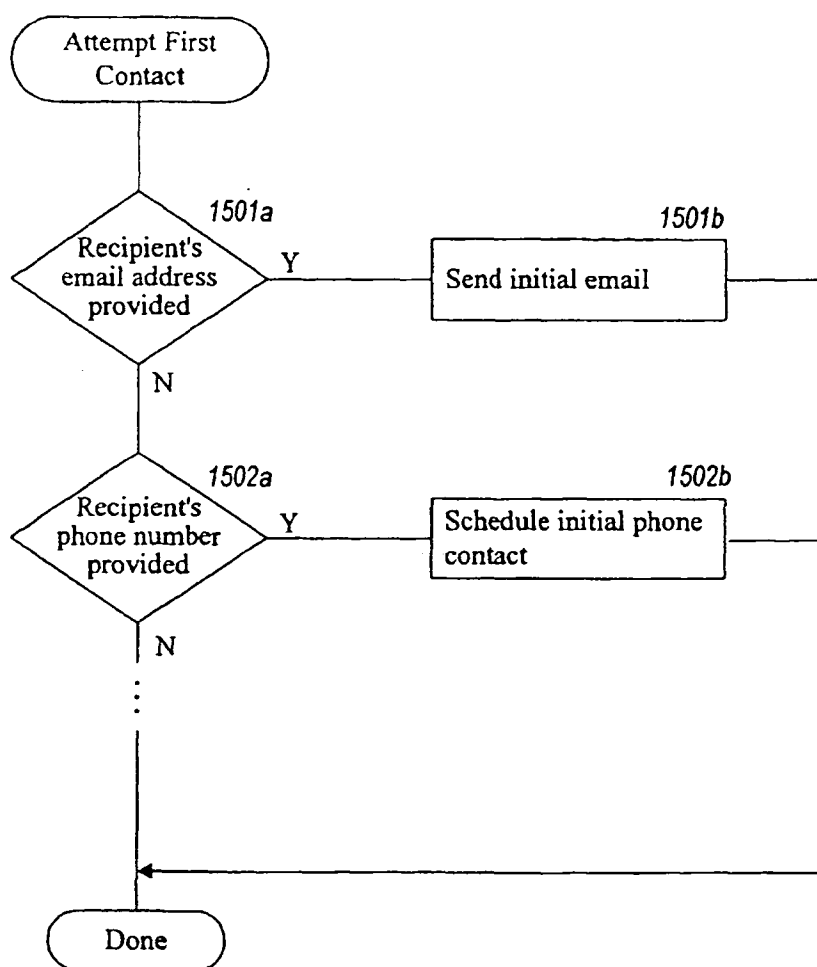 Attempt First
Contact
1501a
Recipient's
email address
provided
Y
1501b
Send initial email
N
1502a
Recipient's
phone number
provided
Y
1502b
Schedule initial phone
contact
N
Done